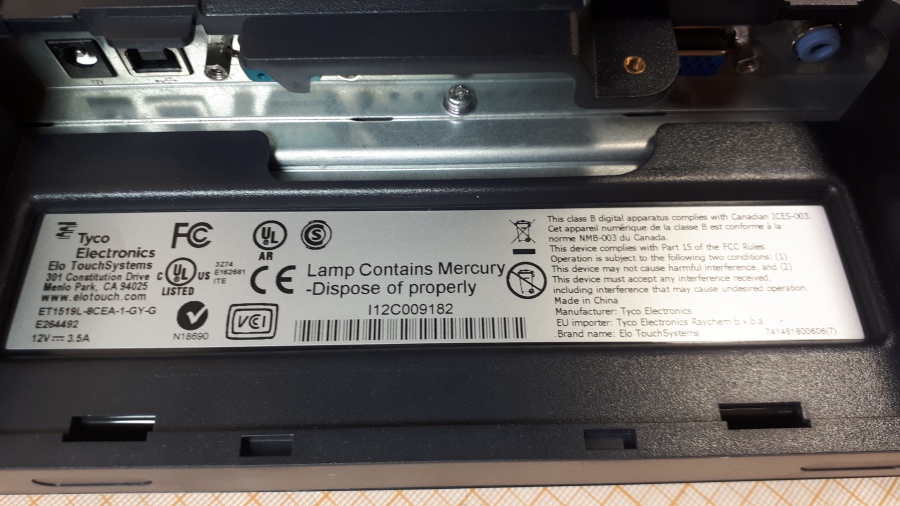 12V
Tyco
Electronics
Elo TouchSystems
301 Constitution Drive
Menlo Park, CA 94025
www.elotouch.com
ET1519L-8CEA-1-GY-G
E264492
12V 3.5A
FC
C UL US
LISTED
3Z74
E162681
ITE
N18690
UL
AR
S
CE
VCI
Lamp Contains Mercury
-Dispose of properly
I12C009182
This class B digital apparatus complies with Canadian ICES-003.
Cet appareil numérique de la classe B est conforme à la
norme NMB-003 du Canada.
This device complies with Part 15 of the FCC Rules.
Operation is subject to the following two conditions: (1)
This device may not cause harmful interference, and (2)
This device must accept any interference received,
including interference that may cause undesired operation.
Made in China
Manufacturer: Tyco Electronics
EU importer: Tyco Electronics Raychem b.v.b.a
Brand name: Elo TouchSystems
741461800606(7)